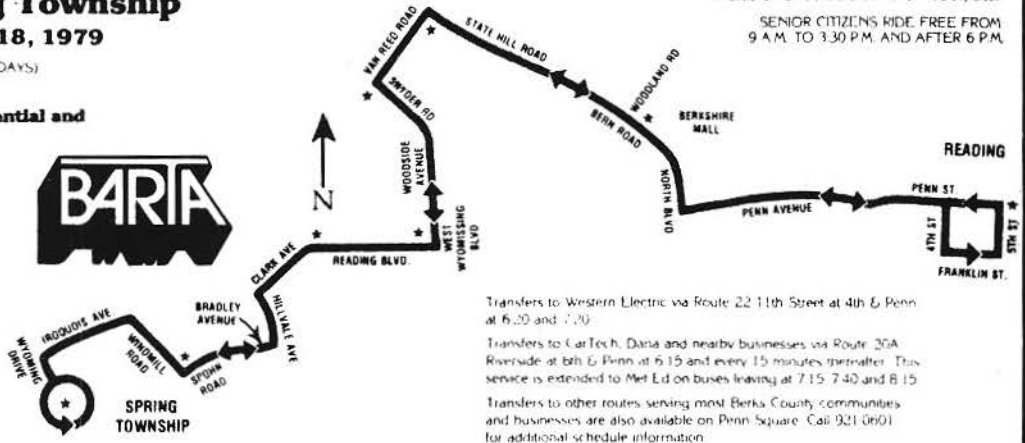 Township
18, 1979
DAYS)
ential and
SENIOR CITIZENS RIDE FREE FROM
9 A.M. TO 3:30 P.M. AND AFTER 6 P.M.
BARTA
N
VAN REED ROAD
STATE HILL ROAD
SNYDER RD
WOODLAND RD
BERN ROAD
BERKSHIRE
MALL
WOODSIDE
AVENUE
NORTH BLVD
READING
PENN ST.
PENN AVENUE
4TH ST
5TH ST
FRANKLIN ST.
WEST
WYOMISSING
BLVD
READING BLVD.
CLARK AVE
HILLVALE AVE
BRADLEY
AVENUE
IROQUOIS AVE
WYOMING
DRIVE
WINDMILL
ROAD
SPOHN
ROAD
SPRING
TOWNSHIP
Transfers to Western Electric via Route 22 11th Street at 4th & Penn
at 6:20 and 7:20
Transfers to CarTech, Dana and nearby businesses via Route 20A
Riverside at 6th & Penn at 6:15 and every 15 minutes thereafter. This
service is extended to Met Ed on buses leaving at 7:15 7:40 and 8:15
Transfers to other routes serving most Berks County communities
and businesses are also available on Penn Square. Call 921-0601
for additional schedule information